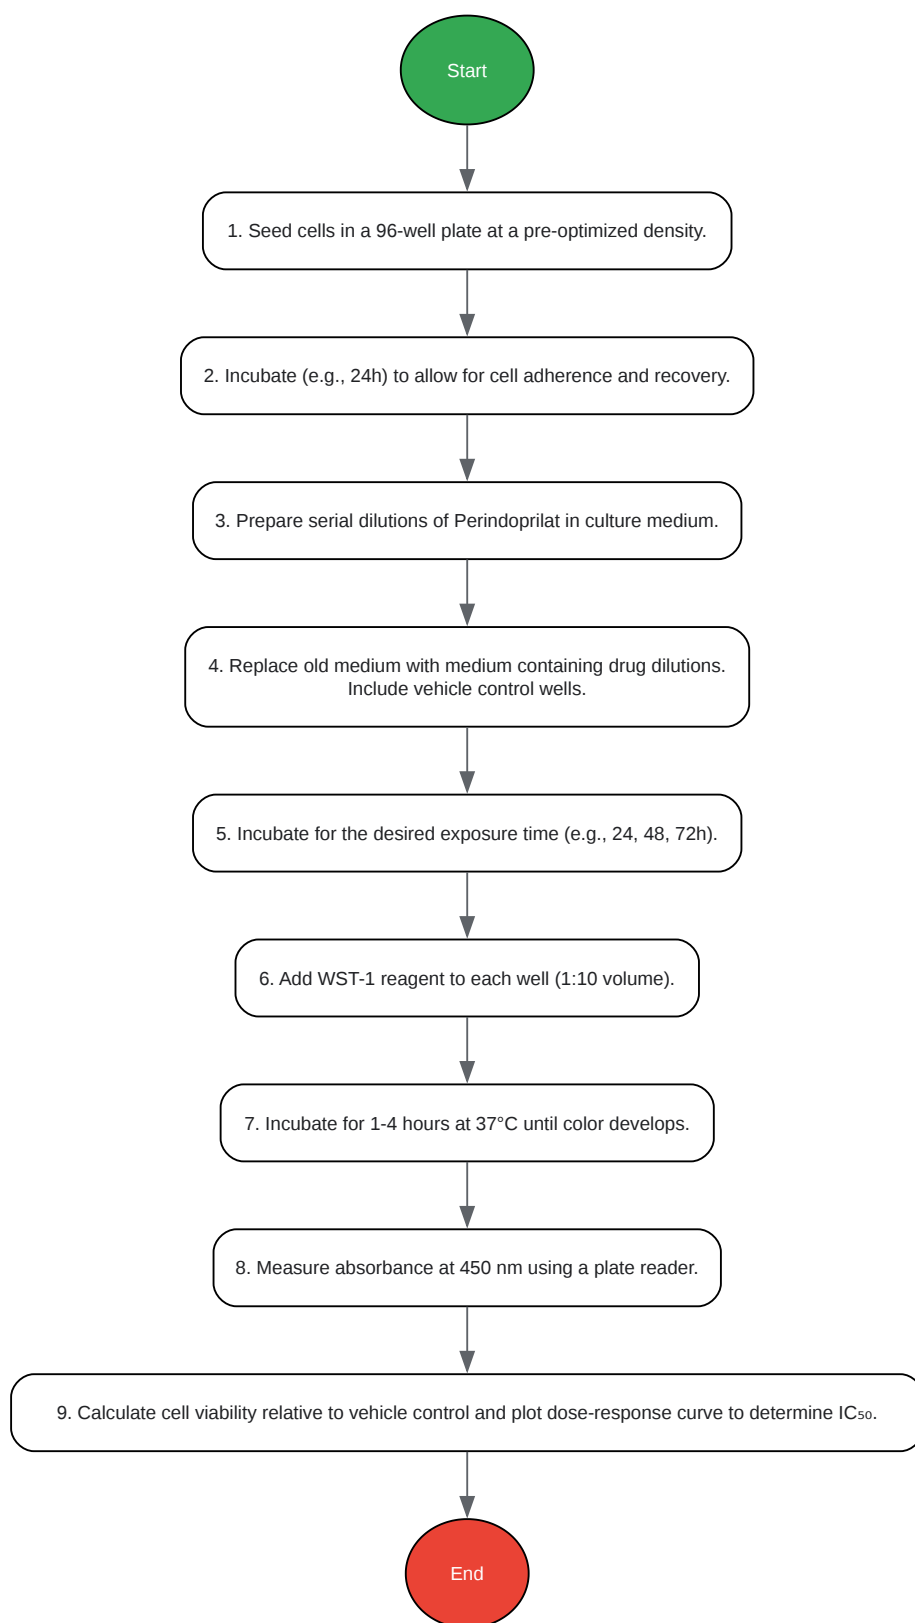 Start
1. Seed cells in a 96-well plate at a pre-optimized density.
2. Incubate (e.g., 24h) to allow for cell adherence and recovery.
3. Prepare serial dilutions of Perindoprilat in culture medium.
4. Replace old medium with medium containing drug dilutions.
Include vehicle control wells.
5. Incubate for the desired exposure time (e.g., 24, 48, 72h).
6. Add WST-1 reagent to each well (1:10 volume).
7. Incubate for 1-4 hours at 37°C until color develops.
8. Measure absorbance at 450 nm using a plate reader.
9. Calculate cell viability relative to vehicle control and plot dose-response curve to determine IC₅₀.
End